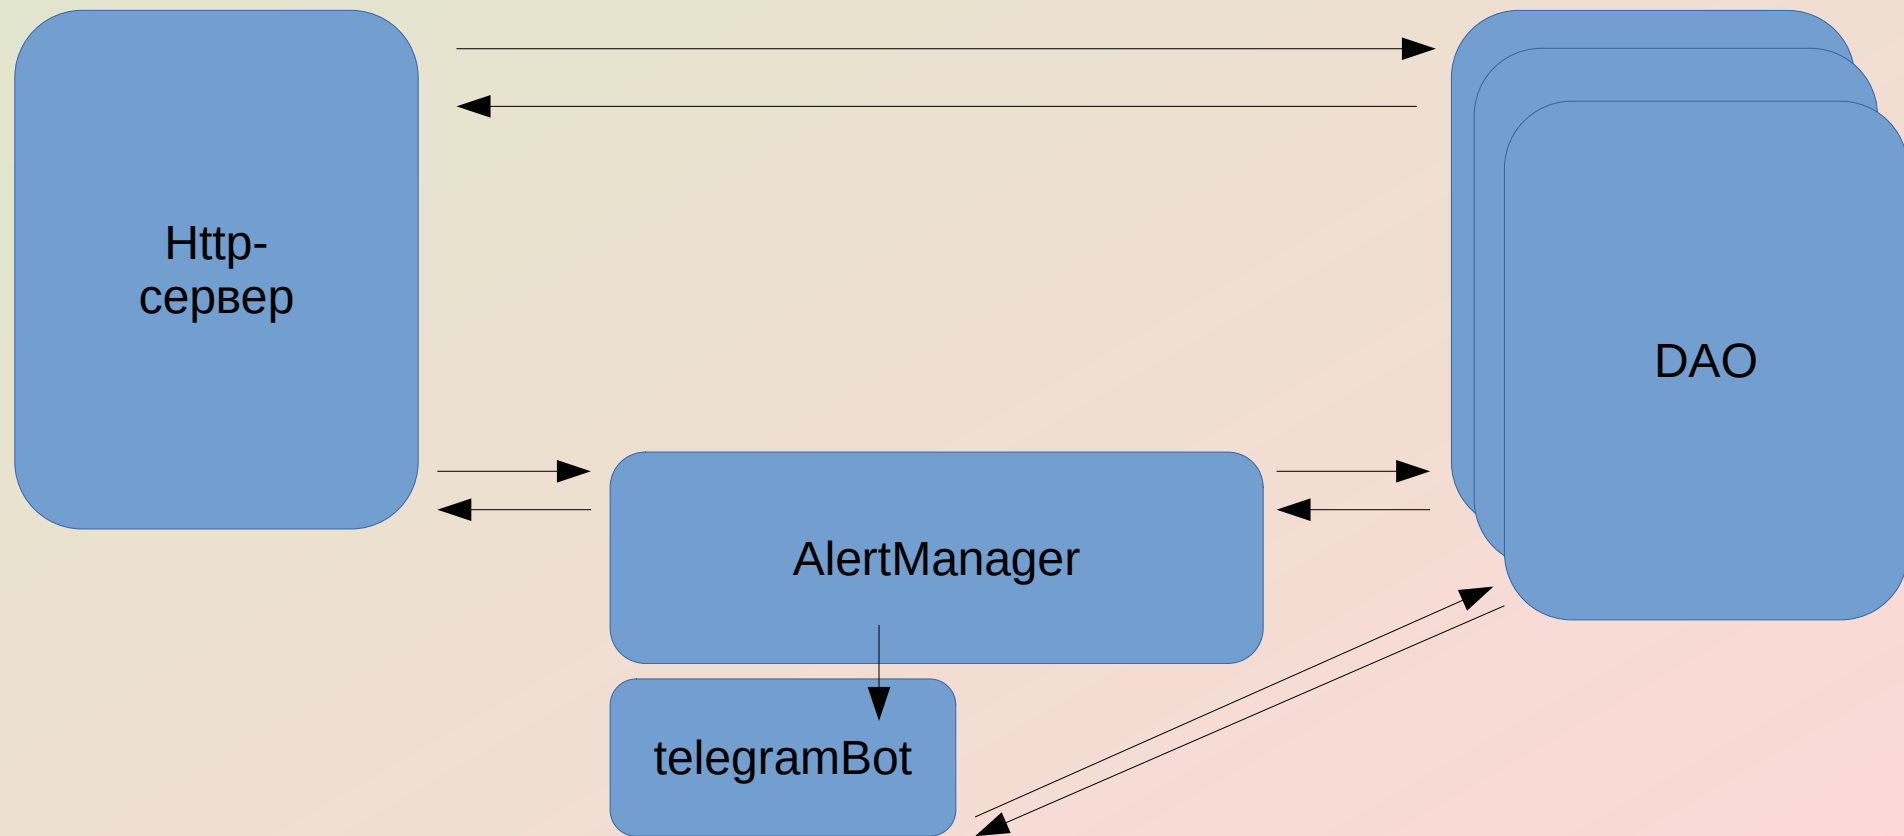 Http-
сервер
DAO
AlertManager
telegramBot